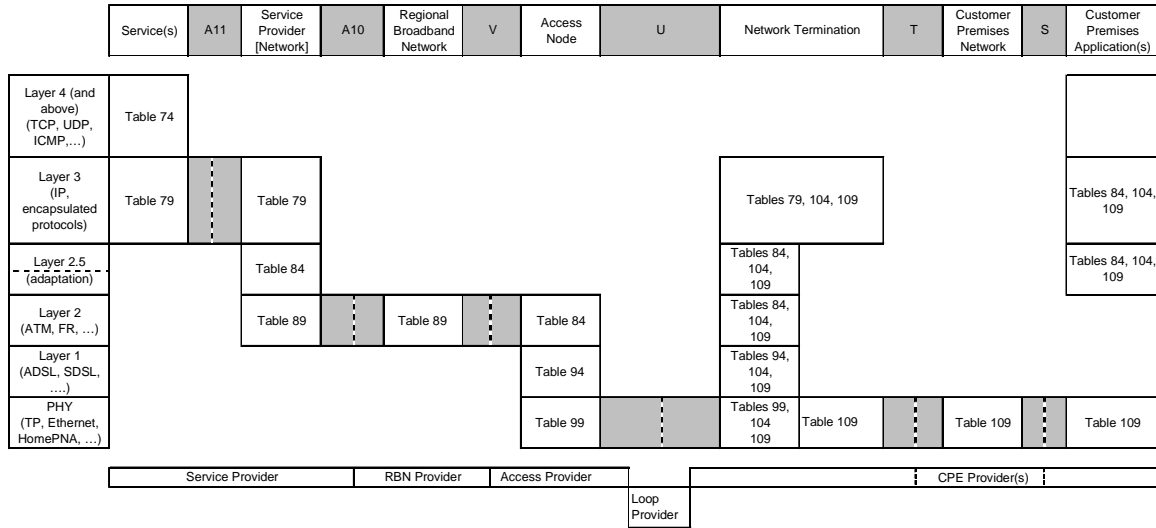 Service(s)
A11
Service
Provider
[Network]
A10
Regional
Broadband
Network
V
Access
Node
U
Network Termination
T
Customer
Premises
Network
S
Customer
Premises
Application(s)
Layer 4 (and
above)
(TCP, UDP,
ICMP,…)
Table 74
Layer 3
(IP,
encapsulated
protocols)
Table 79
Table 79
Tables 79, 104, 109
Tables 84, 104,
109
Layer 2.5
(adaptation)
Table 84
Tables 84,
104,
109
Tables 84, 104,
109
Layer 2
(ATM, FR, …)
Table 89
Table 89
Table 84
Tables 84,
104,
109
Layer 1
(ADSL, SDSL,
….)
Table 94
Tables 94,
104,
109
PHY
(TP, Ethernet,
HomePNA, …)
Table 99
Tables 99,
104
109
Table 109
Table 109
Table 109
Service Provider
RBN Provider
Access Provider
Loop
Provider
CPE Provider(s)